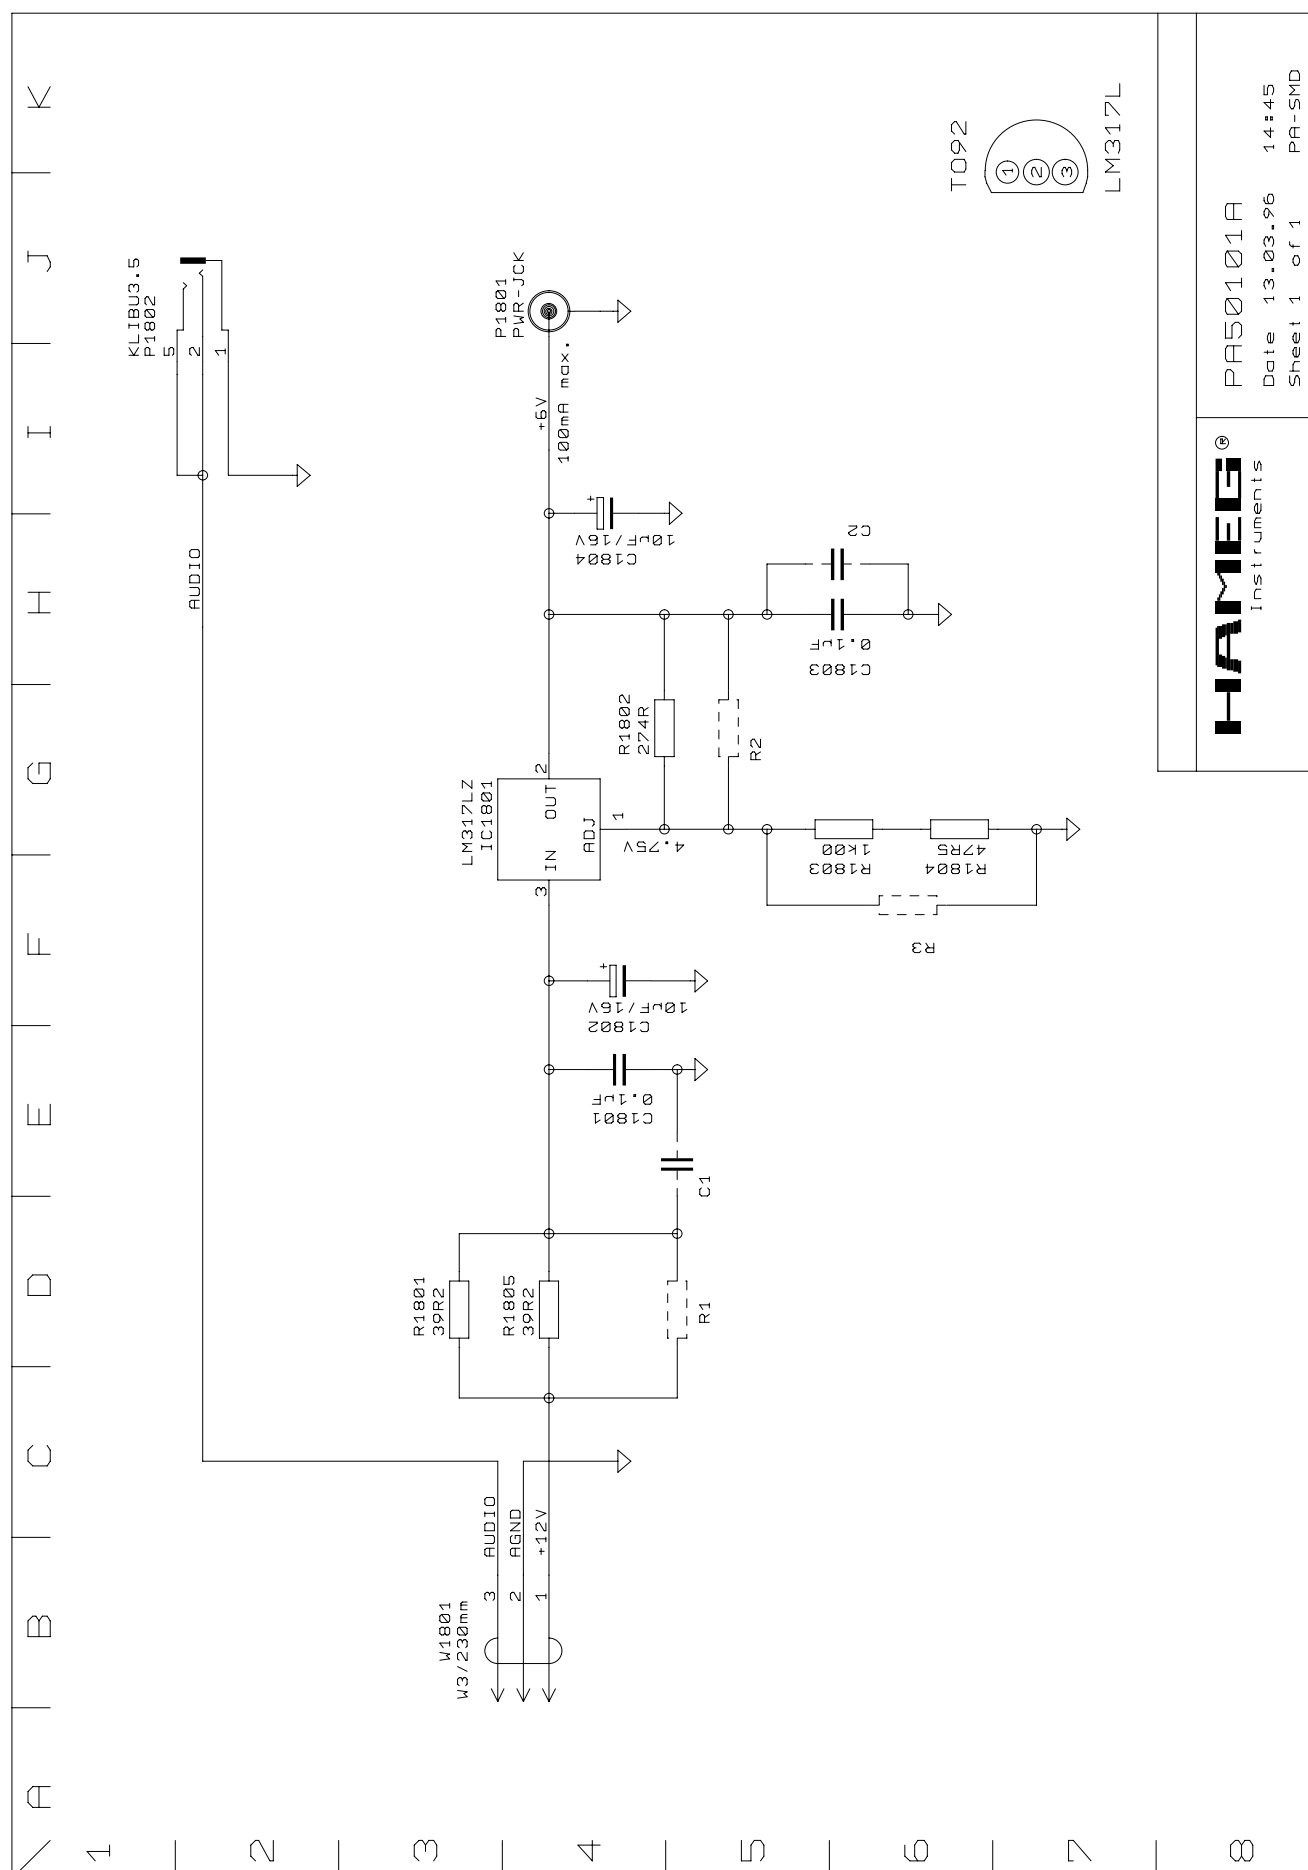 A B C D E F G H I J K
1
2
3
4
5
6
7
8
KLIBU3.5
P1802
5
2
1
AUDIO
W1801
W3/230mm
3 AUDIO
2 AGND
1 +12V
R1801
39R2
R1805
39R2
R1
C1
C1801
0.1µF
C1802
10µF/16V
LM317LZ
IC1801
3 IN OUT 2
ADJ
1
4.75V
R1802
274R
R2
R1803
1k00
R1804
47R5
R3
C1803
0.1µF
C2
C1804
10µF/16V
+
+
+6V
100mA max.
P1801
PWR-JCK
TO92
1 2 3
LM317L
HAMEG®
Instruments
PA50101A
Date 13.03.96 14:45
Sheet 1 of 1 PA-SMD